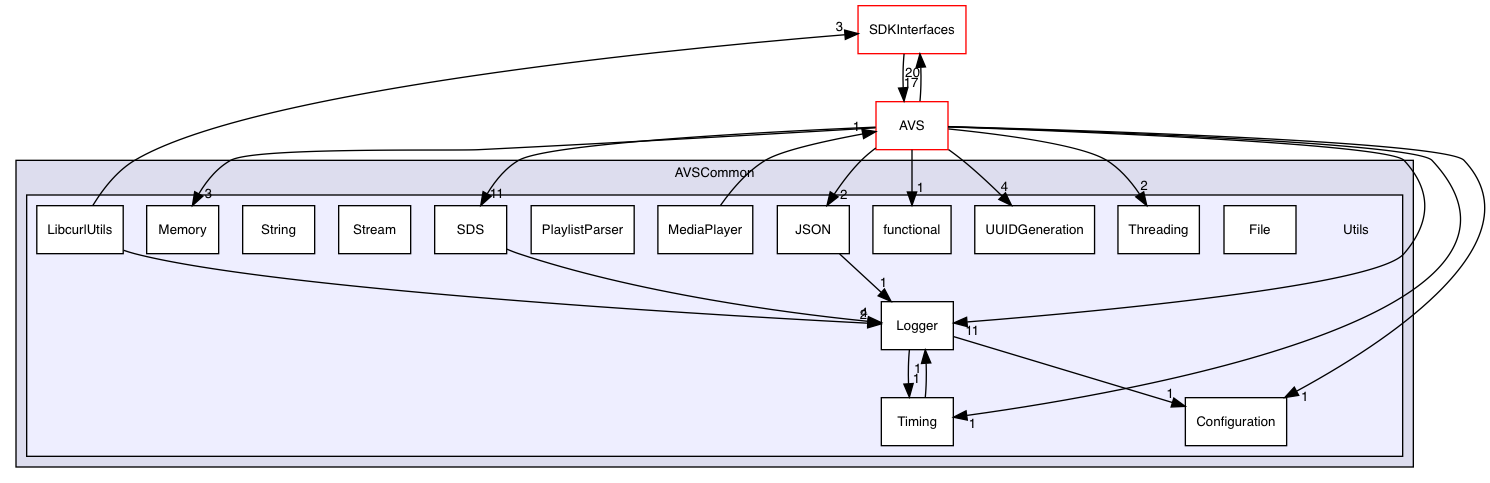 SDKInterfaces
3
20
17
AVS
1
AVSCommon
3
11
2
1
4
2
LibcurlUtils
Memory
String
Stream
SDS
PlaylistParser
MediaPlayer
JSON
functional
UUIDGeneration
Threading
File
Utils
1
2
Logger
11
1
1
1
1
Timing
1
Configuration